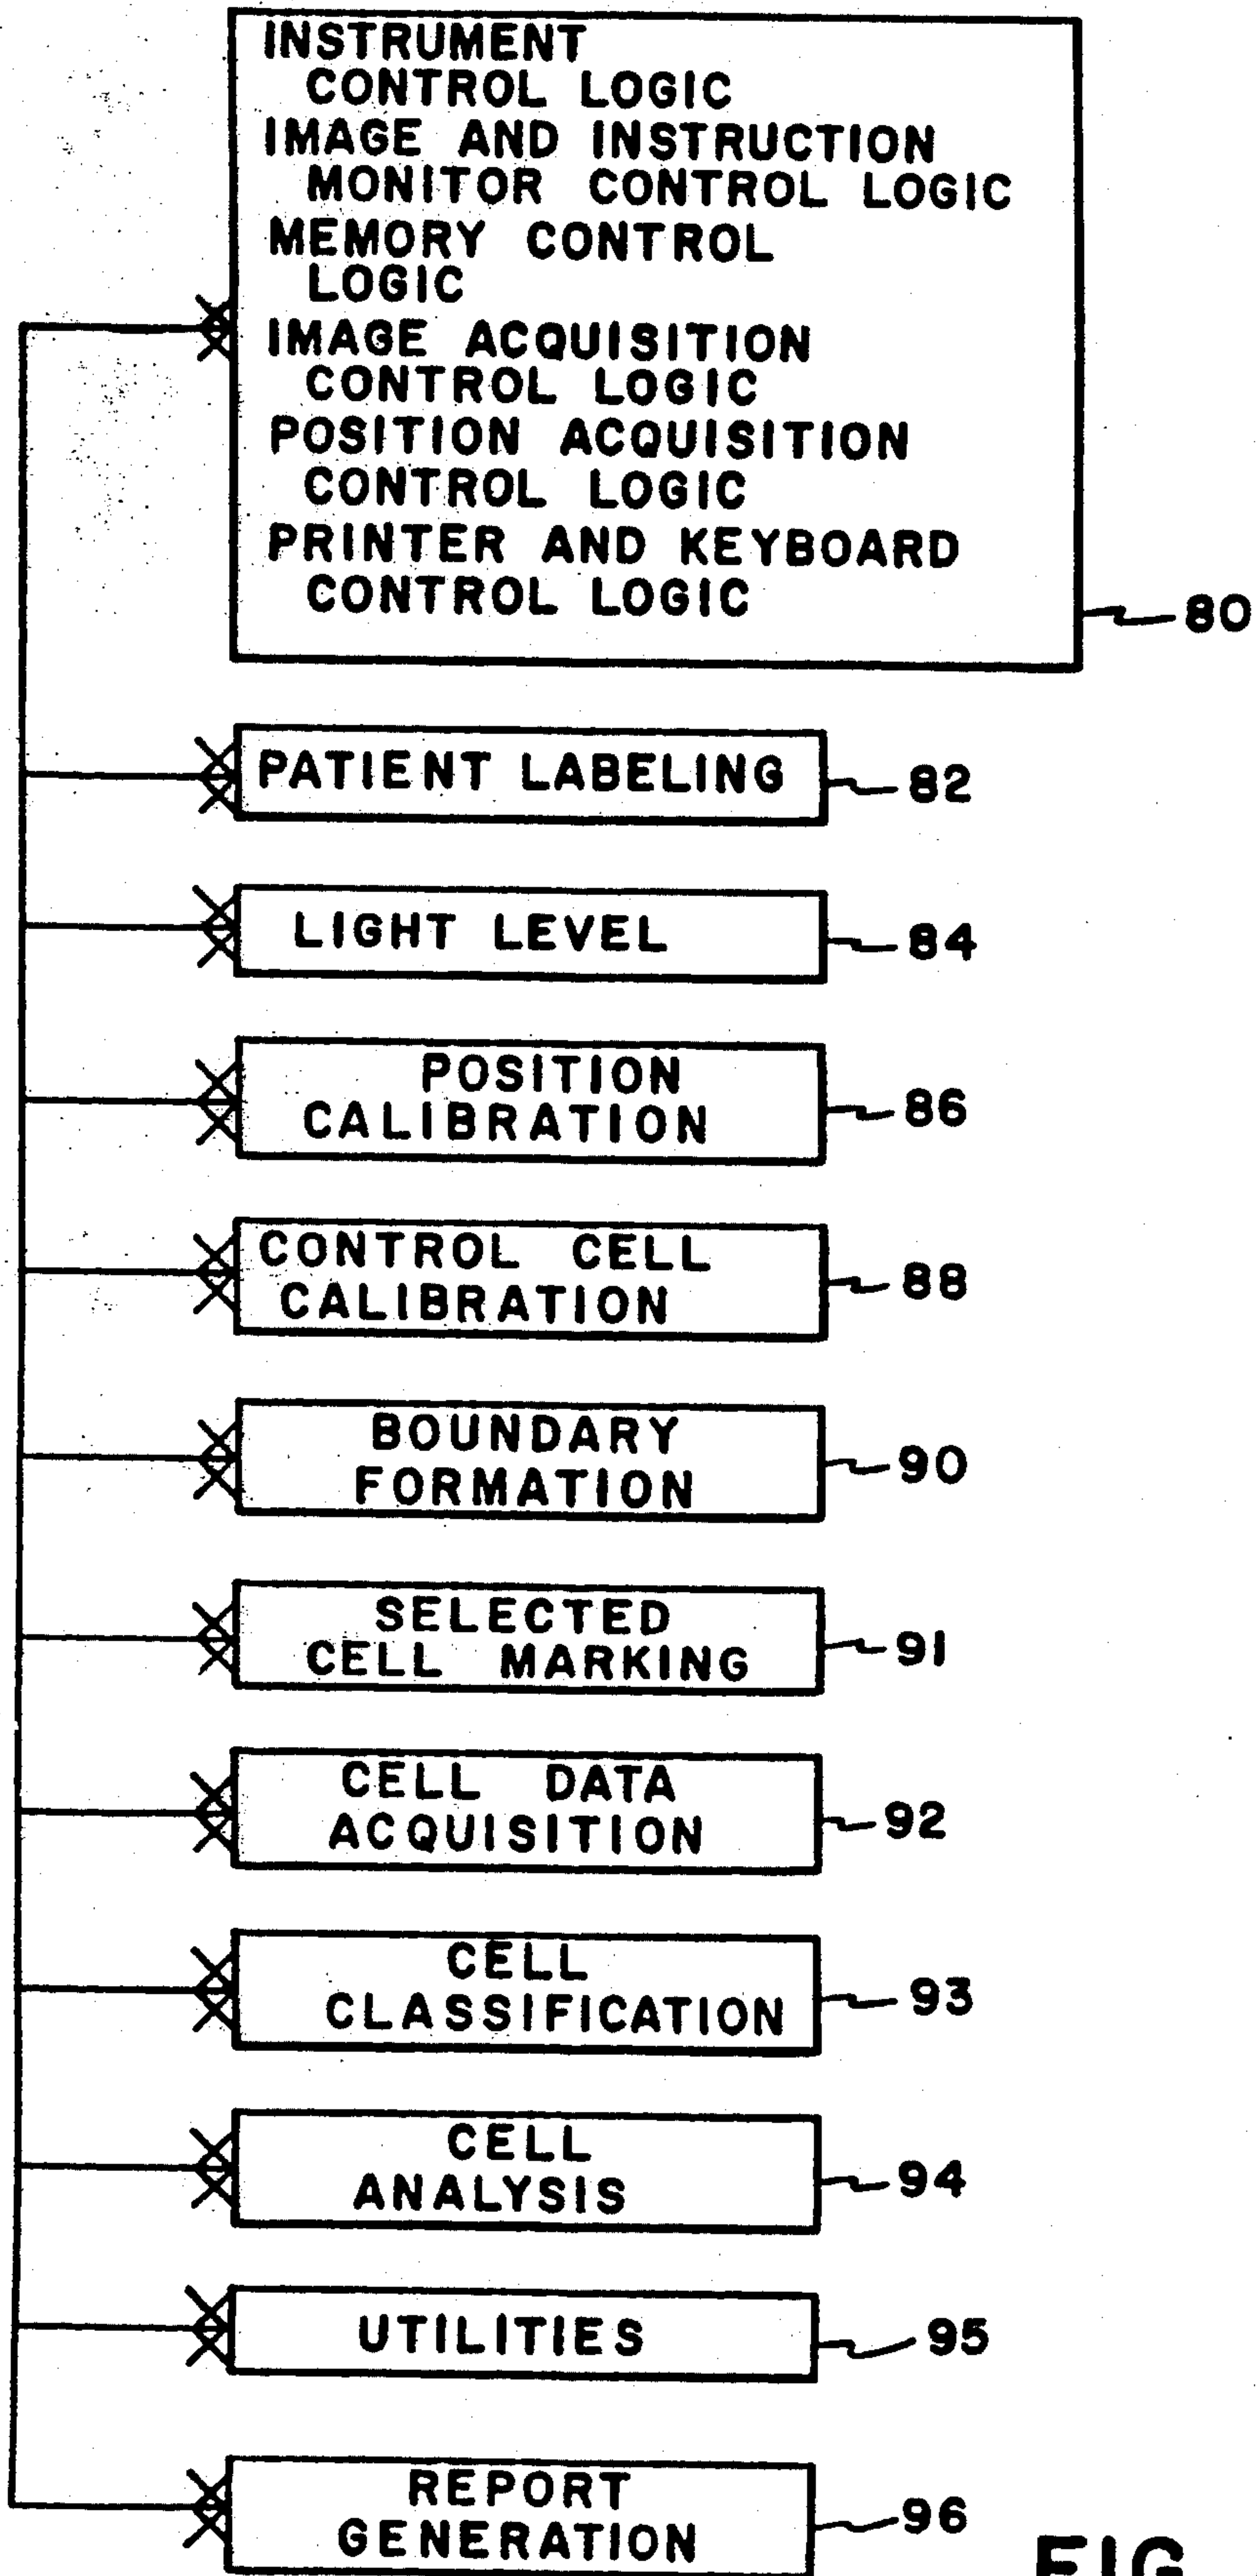 INSTRUMENT
CONTROL LOGIC
IMAGE AND INSTRUCTION
MONITOR CONTROL LOGIC
MEMORY CONTROL
LOGIC
IMAGE ACQUISITION
CONTROL LOGIC
POSITION ACQUISITION
CONTROL LOGIC
PRINTER AND KEYBOARD
CONTROL LOGIC
80
PATIENT LABELING
82
LIGHT LEVEL
84
POSITION
CALIBRATION
86
CONTROL CELL
CALIBRATION
88
BOUNDARY
FORMATION
90
SELECTED
CELL MARKING
91
CELL DATA
ACQUISITION
92
CELL
CLASSIFICATION
93
CELL
ANALYSIS
94
UTILITIES
95
REPORT
GENERATION
96
FIG